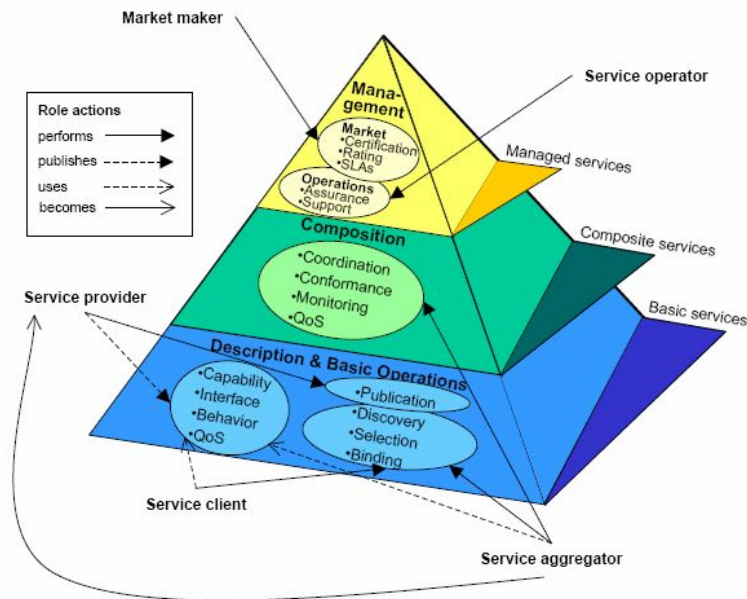 Market maker
Service operator
Role actions
performs
publishes
uses
becomes
Mana-
gement
Market
•Certification
•Rating
•SLAs
Operations
•Assurance
•Support
Managed services
Composition
•Coordination
•Conformance
•Monitoring
•QoS
Composite services
Service provider
Basic services
Description & Basic Operations
•Capability
•Interface
•Behavior
•QoS
•Publication
•Discovery
•Selection
•Binding
Service client
Service aggregator